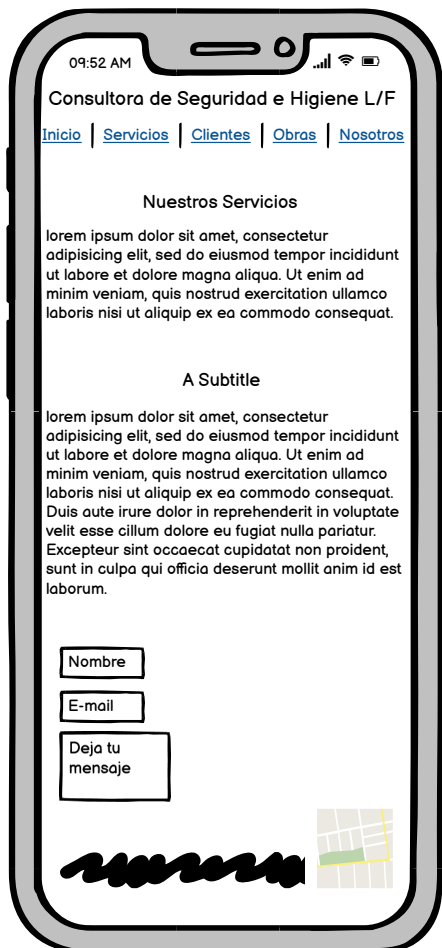 09:52 AM
Consultora de Seguridad e Higiene L/F
Inicio | Servicios | Clientes | Obras | Nosotros
Nuestros Servicios
lorem ipsum dolor sit amet, consectetur
adipisicing elit, sed do eiusmod tempor incididunt
ut labore et dolore magna aliqua. Ut enim ad
minim veniam, quis nostrud exercitation ullamco
laboris nisi ut aliquip ex ea commodo consequat.
A Subtitle
lorem ipsum dolor sit amet, consectetur
adipisicing elit, sed do eiusmod tempor incididunt
ut labore et dolore magna aliqua. Ut enim ad
minim veniam, quis nostrud exercitation ullamco
laboris nisi ut aliquip ex ea commodo consequat.
Duis aute irure dolor in reprehenderit in voluptate
velit esse cillum dolore eu fugiat nulla pariatur.
Excepteur sint occaecat cupidatat non proident,
sunt in culpa qui officia deserunt mollit anim id est
laborum.
Nombre
E-mail
Deja tu
mensaje